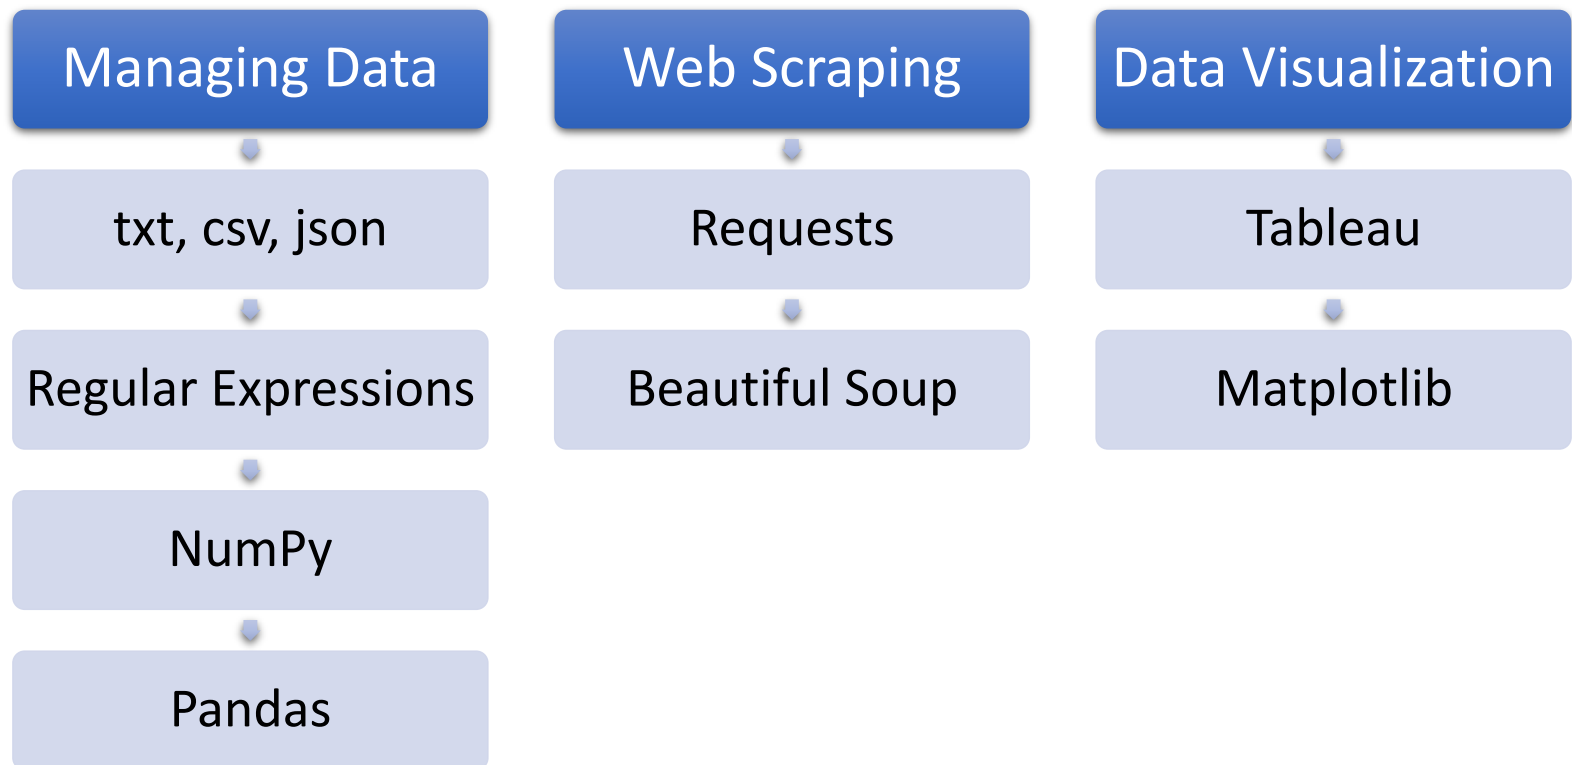 Managing Data
txt, csv, json
Regular Expressions
NumPy
Pandas
Web Scraping
Requests
Beautiful Soup
Data Visualization
Tableau
Matplotlib